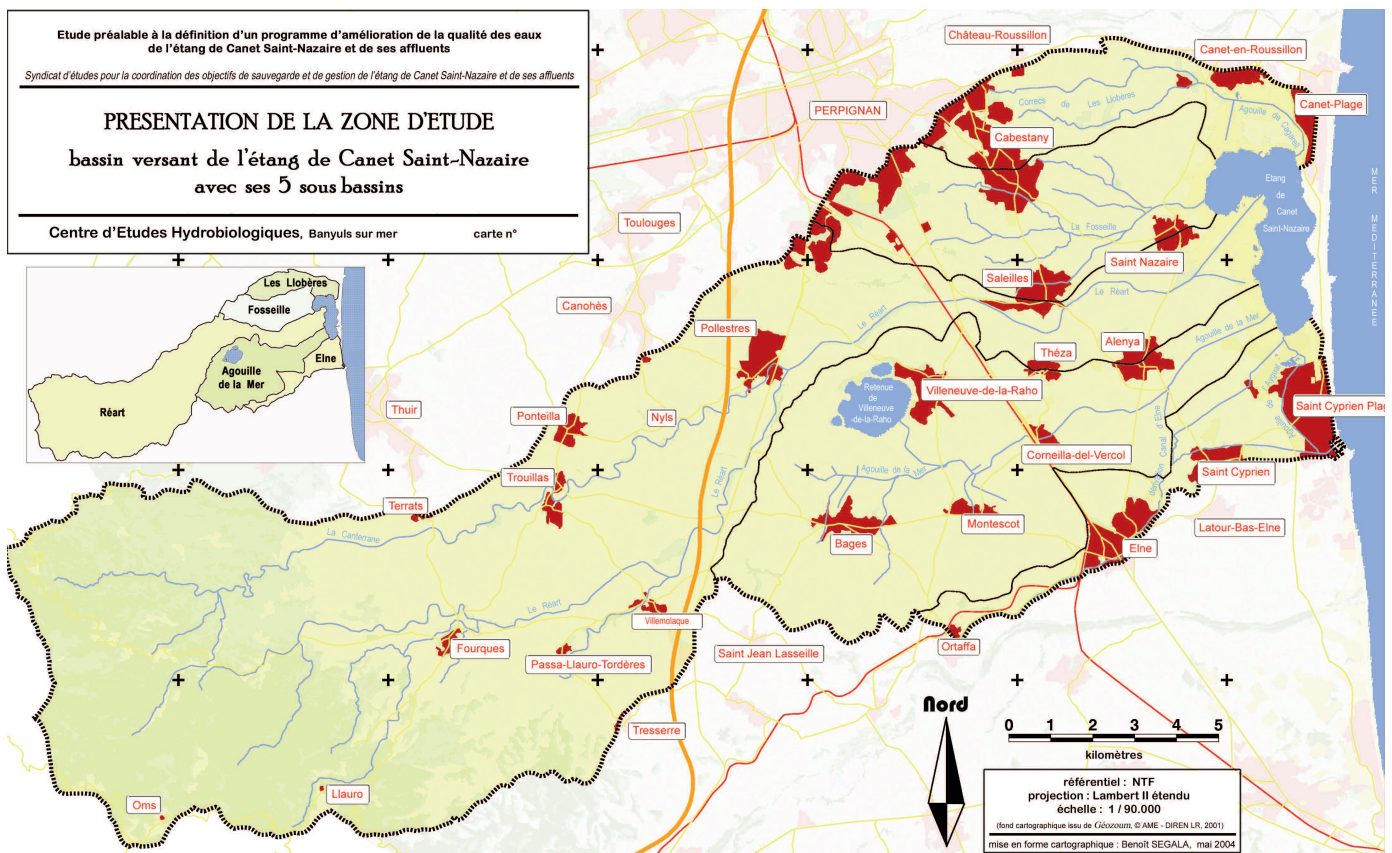 Etude préalable à la définition d'un programme d'amélioration de la qualité des eaux
de l'étang de Canet Saint-Nazaire et de ses affluents
Syndicat d'études pour la coordination des objectifs de sauvegarde et de gestion de l'étang de Canet Saint-Nazaire et de ses affluents
PRESENTATION DE LA ZONE D'ETUDE
bassin versant de l'étang de Canet Saint-Nazaire
avec ses 5 sous bassins
Centre d'Etudes Hydrobiologiques, Banyuls sur mer carte n°
Les Llobères
Fosseille
Elne
Agouille
de la Mer
Réart
Château-Roussillon
Canet-en-Roussillon
Canet-Plage
PERPIGNAN
Còrrecs de Les Llobères
Agouille de Cagarell
Cabestany
MER MEDITERRANEE
Etang
de
Canet
Saint-Nazaire
Toulouges
La Fosseille
Saint Nazaire
Saleilles
Le Réart
Canohès
Pollestres
Le Réart
Agouille de la Mer
Théza
Alenya
Retenue
de
Villeneuve
-de-la-Raho
Villeneuve-de-la-Raho
Saint Cyprien Plag
Thuir
Ponteilla
Nyls
Canal d'Elne
Corneilla-del-Vercol
Saint Cyprien
Trouillas
Agouille de la Mer
Le Réart
Terrats
La Canterrane
Bages
Montescot
Elne
Latour-Bas-Elne
Le Réart
Villemolaque
Fourques
Passa-Llauro-Tordères
Saint Jean Lasseille
Ortaffa
Tresserre
Llauro
Oms
Nord
0 1 2 3 4 5
kilomètres
référentiel : NTF
projection : Lambert II étendu
échelle : 1 / 90.000
(fond cartographique issu de Géozoum, © AME - DIREN LR, 2001)
mise en forme cartographique : Benoît SEGALA, mai 2004